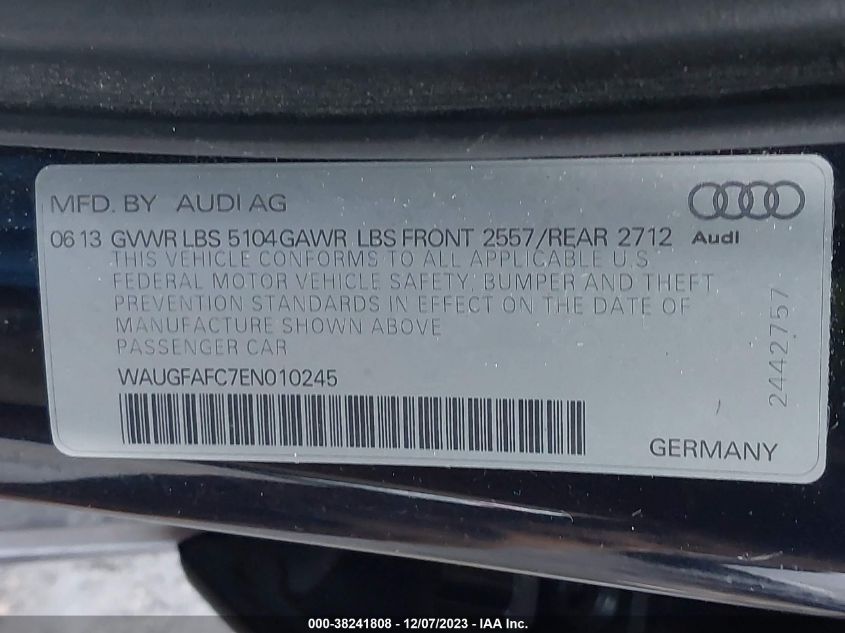 MFD. BY AUDI AG
Audi
06 13 GVWR LBS 5104 GAWR LBS FRONT 2557/REAR 2712
THIS VEHICLE CONFORMS TO ALL APPLICABLE U.S
FEDERAL MOTOR VEHICLE SAFETY, BUMPER AND THEFT
PREVENTION STANDARDS IN EFFECT ON THE DATE OF
MANUFACTURE SHOWN ABOVE
PASSENGER CAR
WAUGFAFC7EN010245
2442757
GERMANY
000-38241808 - 12/07/2023 - IAA Inc.